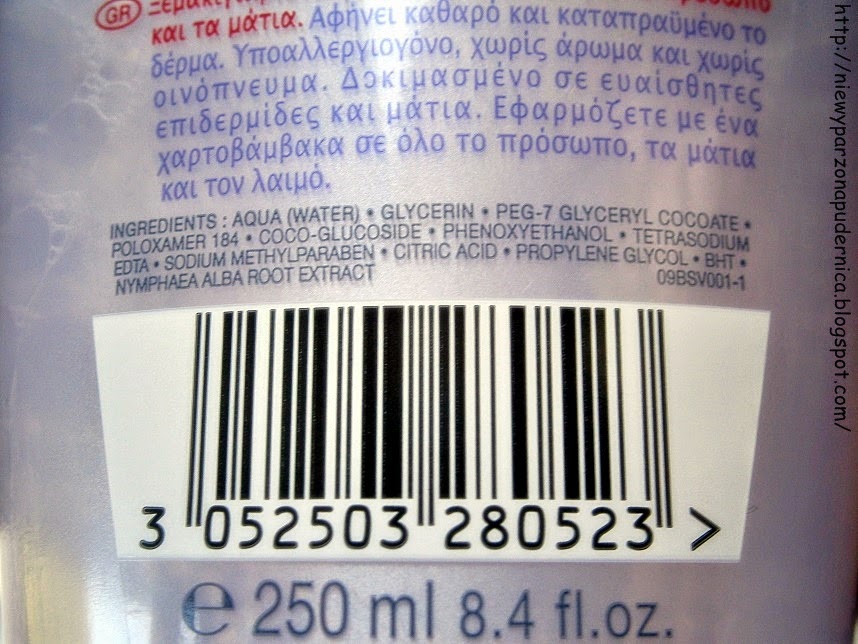 GR
πρόσωπο
και τα μάτια. Αφήνει καθαρό και καταπραϋμένο το
δέρμα. Υποαλλεργιογόνο, χωρίς άρωμα και χωρίς
οινόπνευμα. Δοκιμασμένο σε ευαίσθητες
επιδερμίδες και μάτια. Εφαρμόζετε με ένα
χαρτοβάμβακα σε όλο το πρόσωπο, τα μάτια
και τον λαιμό.
INGREDIENTS : AQUA (WATER) • GLYCERIN • PEG-7 GLYCERYL COCOATE •
POLOXAMER 184 • COCO-GLUCOSIDE • PHENOXYETHANOL • TETRASODIUM
EDTA • SODIUM METHYLPARABEN • CITRIC ACID • PROPYLENE GLYCOL • BHT •
NYMPHAEA ALBA ROOT EXTRACT 09BSV001-1
3 052503 280523 >
e 250 ml 8.4 fl.oz.
http://niewyparzonapudernica.blogspot.com/